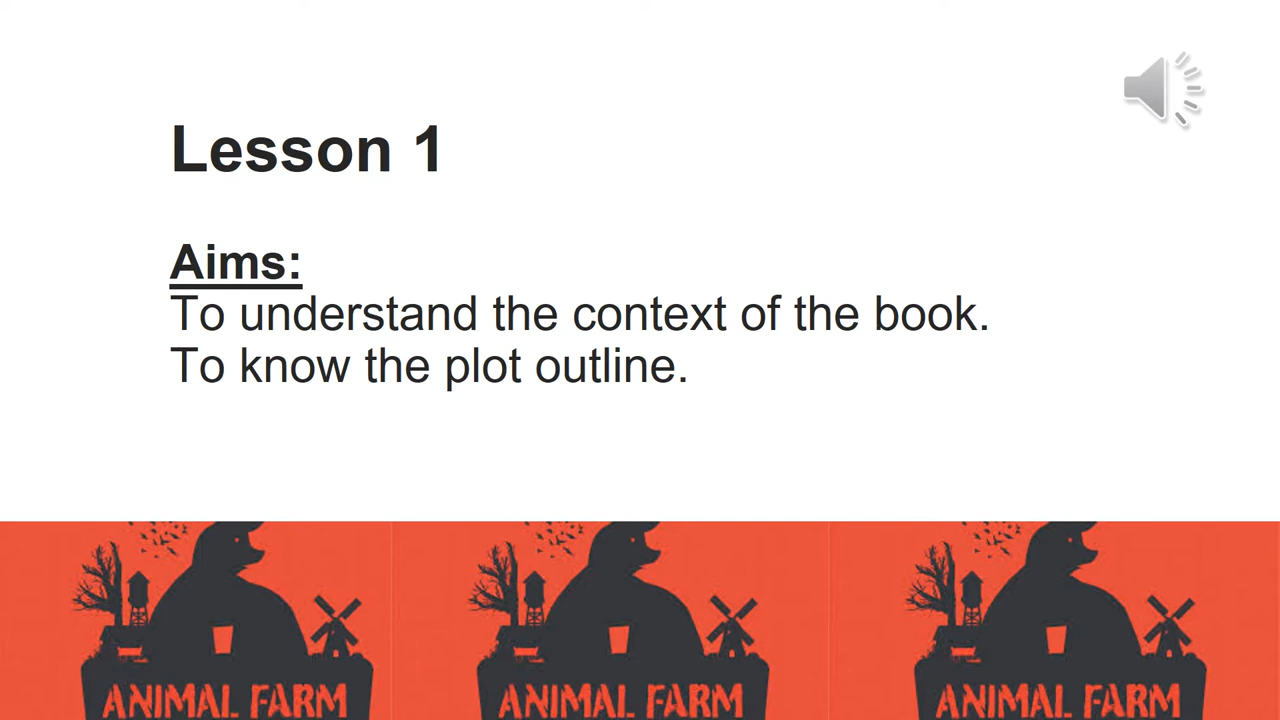 Lesson 1
Aims:
To understand the context of the book.
To know the plot outline.
ANIMAL FARM ANIMAL FARM ANIMAL FARM